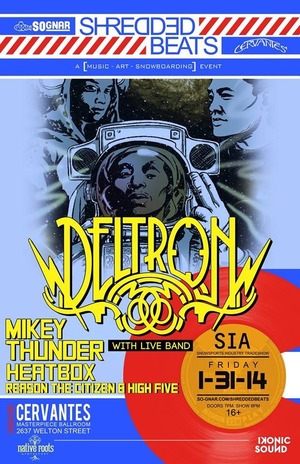 SO-GNAR
SHREDDED
BEATS
CERVANTES
A [MUSIC - ART - SNOWBOARDING] EVENT
DELTRON
3030
WITH LIVE BAND
MIKEY
THUNDER
HEATBOX
REASON THE CITIZEN & HIGH FIVE
SIA
SNOWSPORTS INDUSTRY TRADESHOW
FRIDAY
1-31-14
SO-GNAR.COM/SHREDDEDBEATS
DOORS 7PM SHOW 8PM
16+
CERVANTES
MASTERPIECE BALLROOM
2637 WELTON STREET
native roots
IKONIC
SOUND